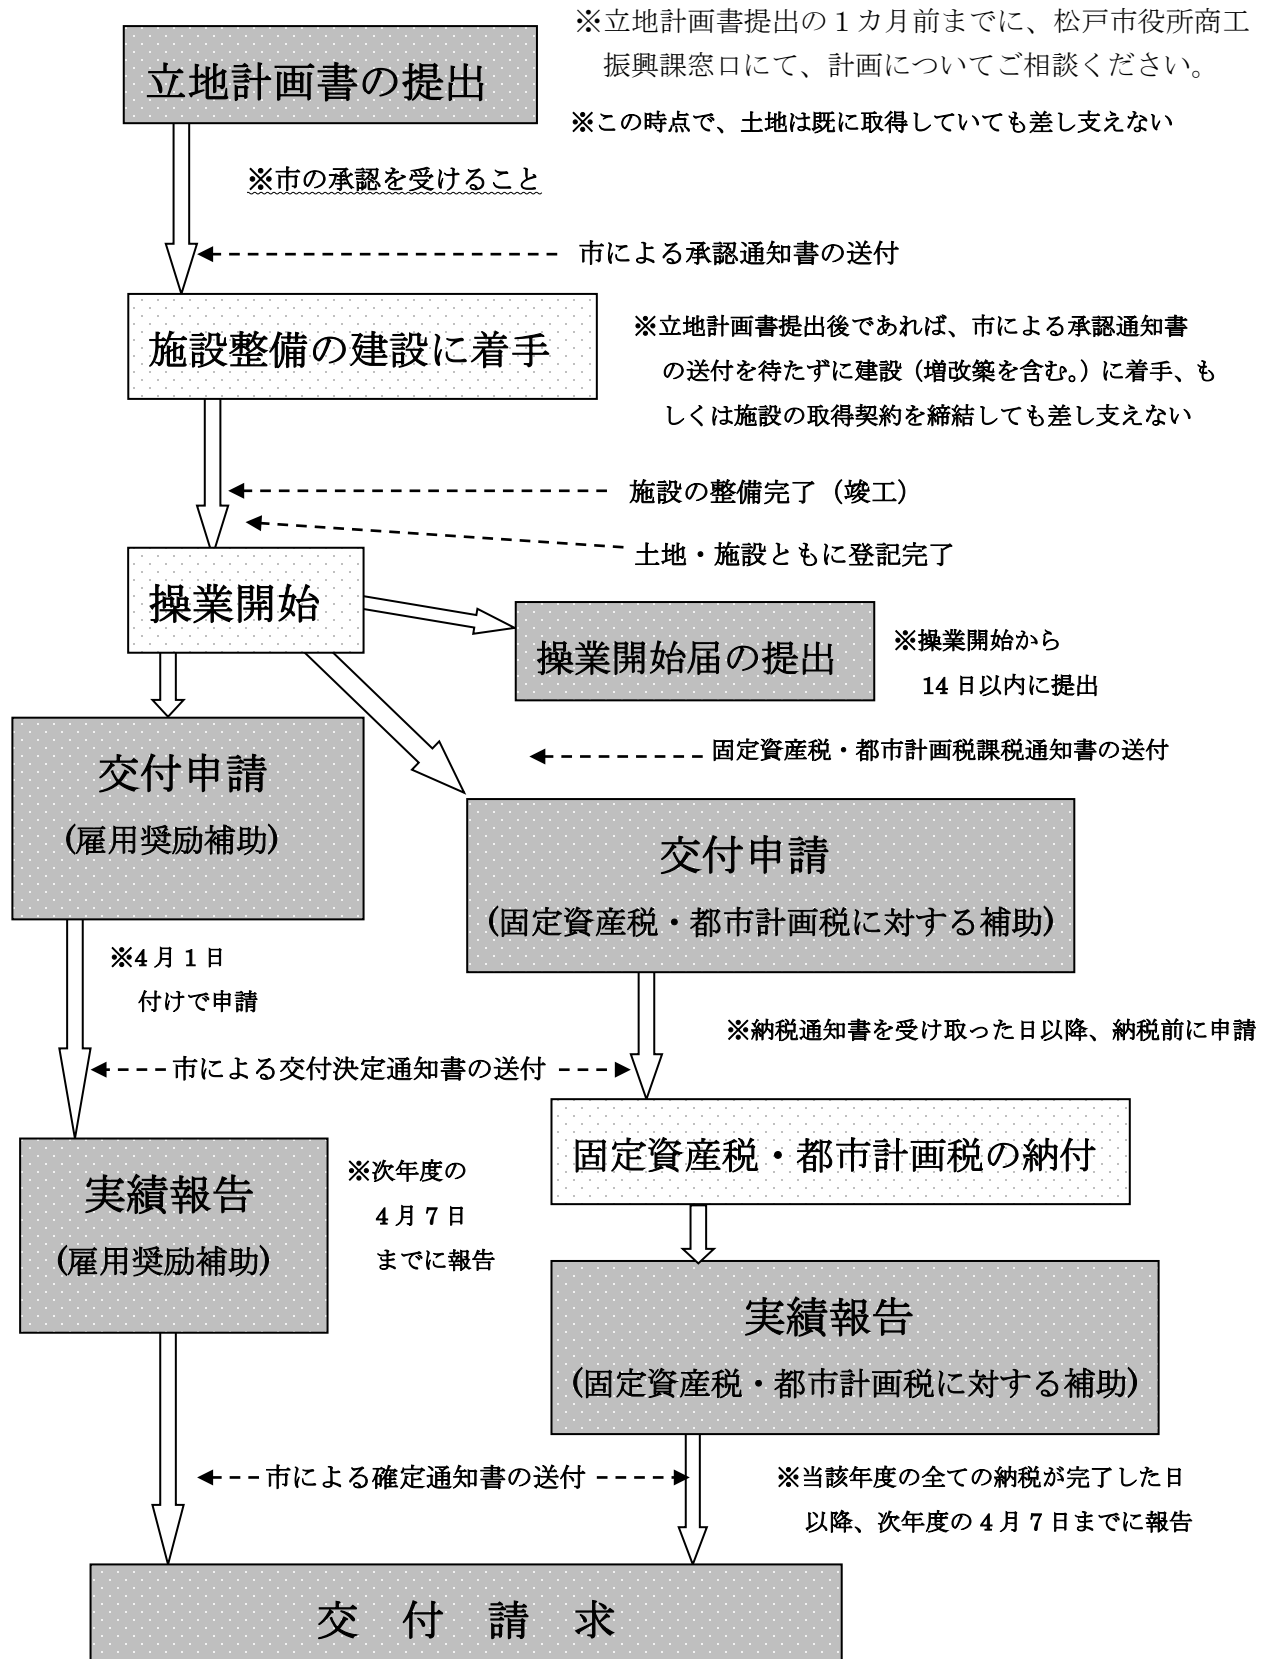 ※立地計画書提出の１カ月前までに、松戸市役所商工
振興課窓口にて、計画についてご相談ください。
立地計画書の提出
※この時点で、土地は既に取得していても差し支えない
※市の承認を受けること
市による承認通知書の送付
施設整備の建設に着手
※立地計画書提出後であれば、市による承認通知書
の送付を待たずに建設（増改築を含む。）に着手、も
しくは施設の取得契約を締結しても差し支えない
施設の整備完了（竣工）
土地・施設ともに登記完了
操業開始
操業開始届の提出
※操業開始から
14日以内に提出
固定資産税・都市計画税課税通知書の送付
交付申請
(雇用奨励補助)
交付申請
(固定資産税・都市計画税に対する補助)
※4月1日
付けで申請
※納税通知書を受け取った日以降、納税前に申請
市による交付決定通知書の送付
固定資産税・都市計画税の納付
実績報告
(雇用奨励補助)
※次年度の
4月7日
までに報告
実績報告
(固定資産税・都市計画税に対する補助)
市による確定通知書の送付
※当該年度の全ての納税が完了した日
以降、次年度の4月7日までに報告
交　付　請　求